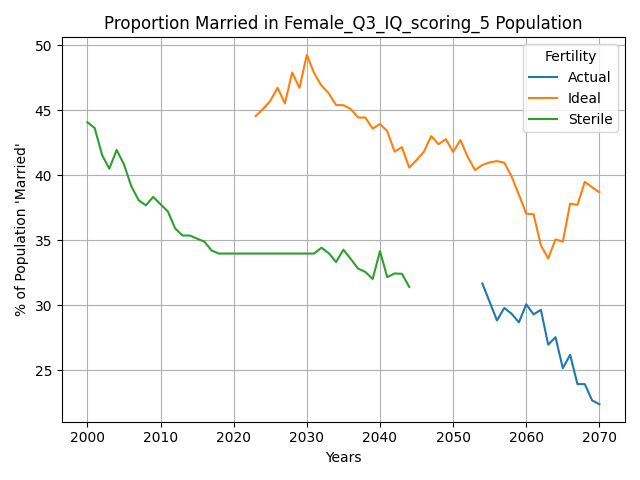 Proportion Married in Female_Q3_IQ_scoring_5 Population
% of Population 'Married'
50
45
40
35
30
25
2000 2010 2020 2030 2040 2050 2060 2070
Years
Fertility
Actual
Ideal
Sterile